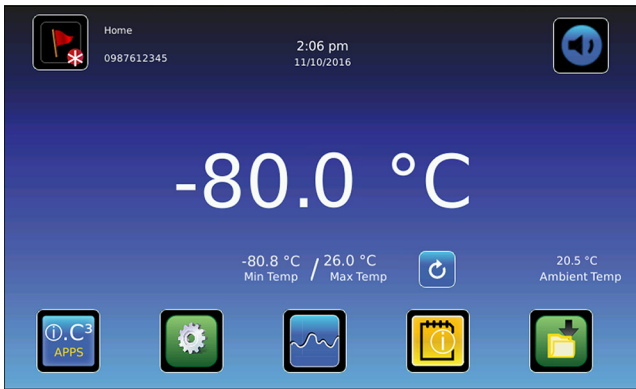 Home
0987612345
2:06 pm
11/10/2016
-80.0 °C
-80.8 °C / 26.0 °C
Min Temp Max Temp
20.5 °C
Ambient Temp
i.C³
APPS
i